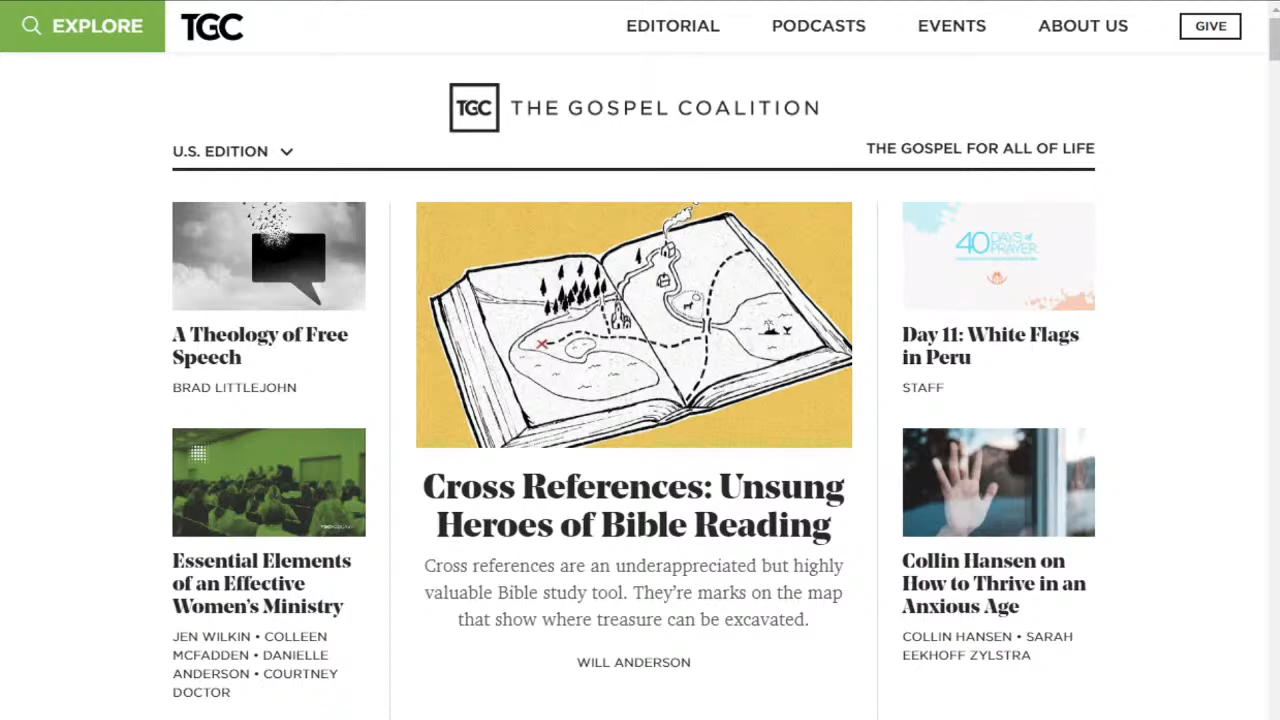 EXPLORE
TGC
EDITORIAL
PODCASTS
EVENTS
ABOUT US
GIVE
TGC THE GOSPEL COALITION
U.S. EDITION
THE GOSPEL FOR ALL OF LIFE
A Theology of Free
Speech
BRAD LITTLEJOHN
Essential Elements
of an Effective
Women's Ministry
JEN WILKIN • COLLEEN
MCFADDEN • DANIELLE
ANDERSON • COURTNEY
DOCTOR
Cross References: Unsung
Heroes of Bible Reading
Cross references are an underappreciated but highly
valuable Bible study tool. They're marks on the map
that show where treasure can be excavated.
WILL ANDERSON
40 DAYS of
PRAYER
Day 11: White Flags
in Peru
STAFF
Collin Hansen on
How to Thrive in an
Anxious Age
COLLIN HANSEN • SARAH
EEKHOFF ZYLSTRA